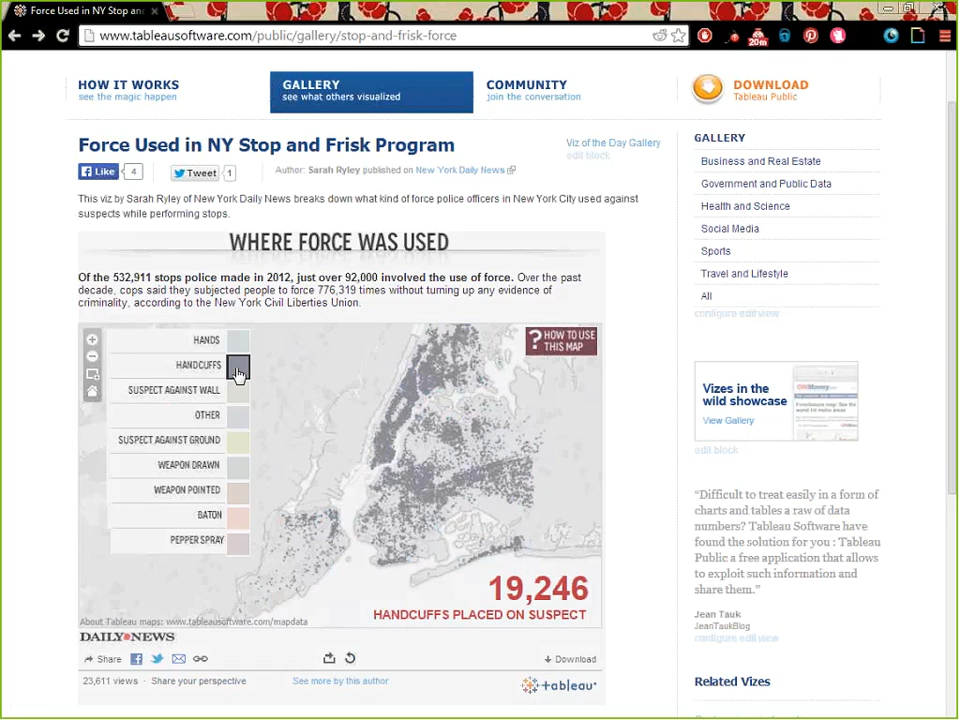 Force Used in NY Stop an
www.tableausoftware.com/public/gallery/stop-and-frisk-force
20m
HOW IT WORKS
see the magic happen
GALLERY
see what others visualized
COMMUNITY
join the conversation
DOWNLOAD
Tableau Public
Force Used in NY Stop and Frisk Program
Viz of the Day Gallery
edit block
Like 4
Tweet 1
Author: Sarah Ryley published on New York Daily News
This viz by Sarah Ryley of New York Daily News breaks down what kind of force police officers in New York City used against
suspects while performing stops.
WHERE FORCE WAS USED
Of the 532,911 stops police made in 2012, just over 92,000 involved the use of force. Over the past
decade, cops said they subjected people to force 776,319 times without turning up any evidence of
criminality, according to the New York Civil Liberties Union.
HANDS
HANDCUFFS
SUSPECT AGAINST WALL
OTHER
SUSPECT AGAINST GROUND
WEAPON DRAWN
WEAPON POINTED
BATON
PEPPER SPRAY
? HOW TO USE
THIS MAP
19,246
HANDCUFFS PLACED ON SUSPECT
About Tableau maps: www.tableausoftware.com/mapdata
DAILY NEWS
Share
Download
23,611 views · Share your perspective
See more by this author
tableau
GALLERY
Business and Real Estate
Government and Public Data
Health and Science
Social Media
Sports
Travel and Lifestyle
All
configure edit view
Vizes in the
wild showcase
View Gallery
edit block
“Difficult to treat easily in a form of
charts and tables a raw of data
numbers? Tableau Software have
found the solution for you : Tableau
Public a free application that allows
to exploit such information and
share them.”
Jean Tauk
JeanTaukBlog
configure edit view
Related Vizes